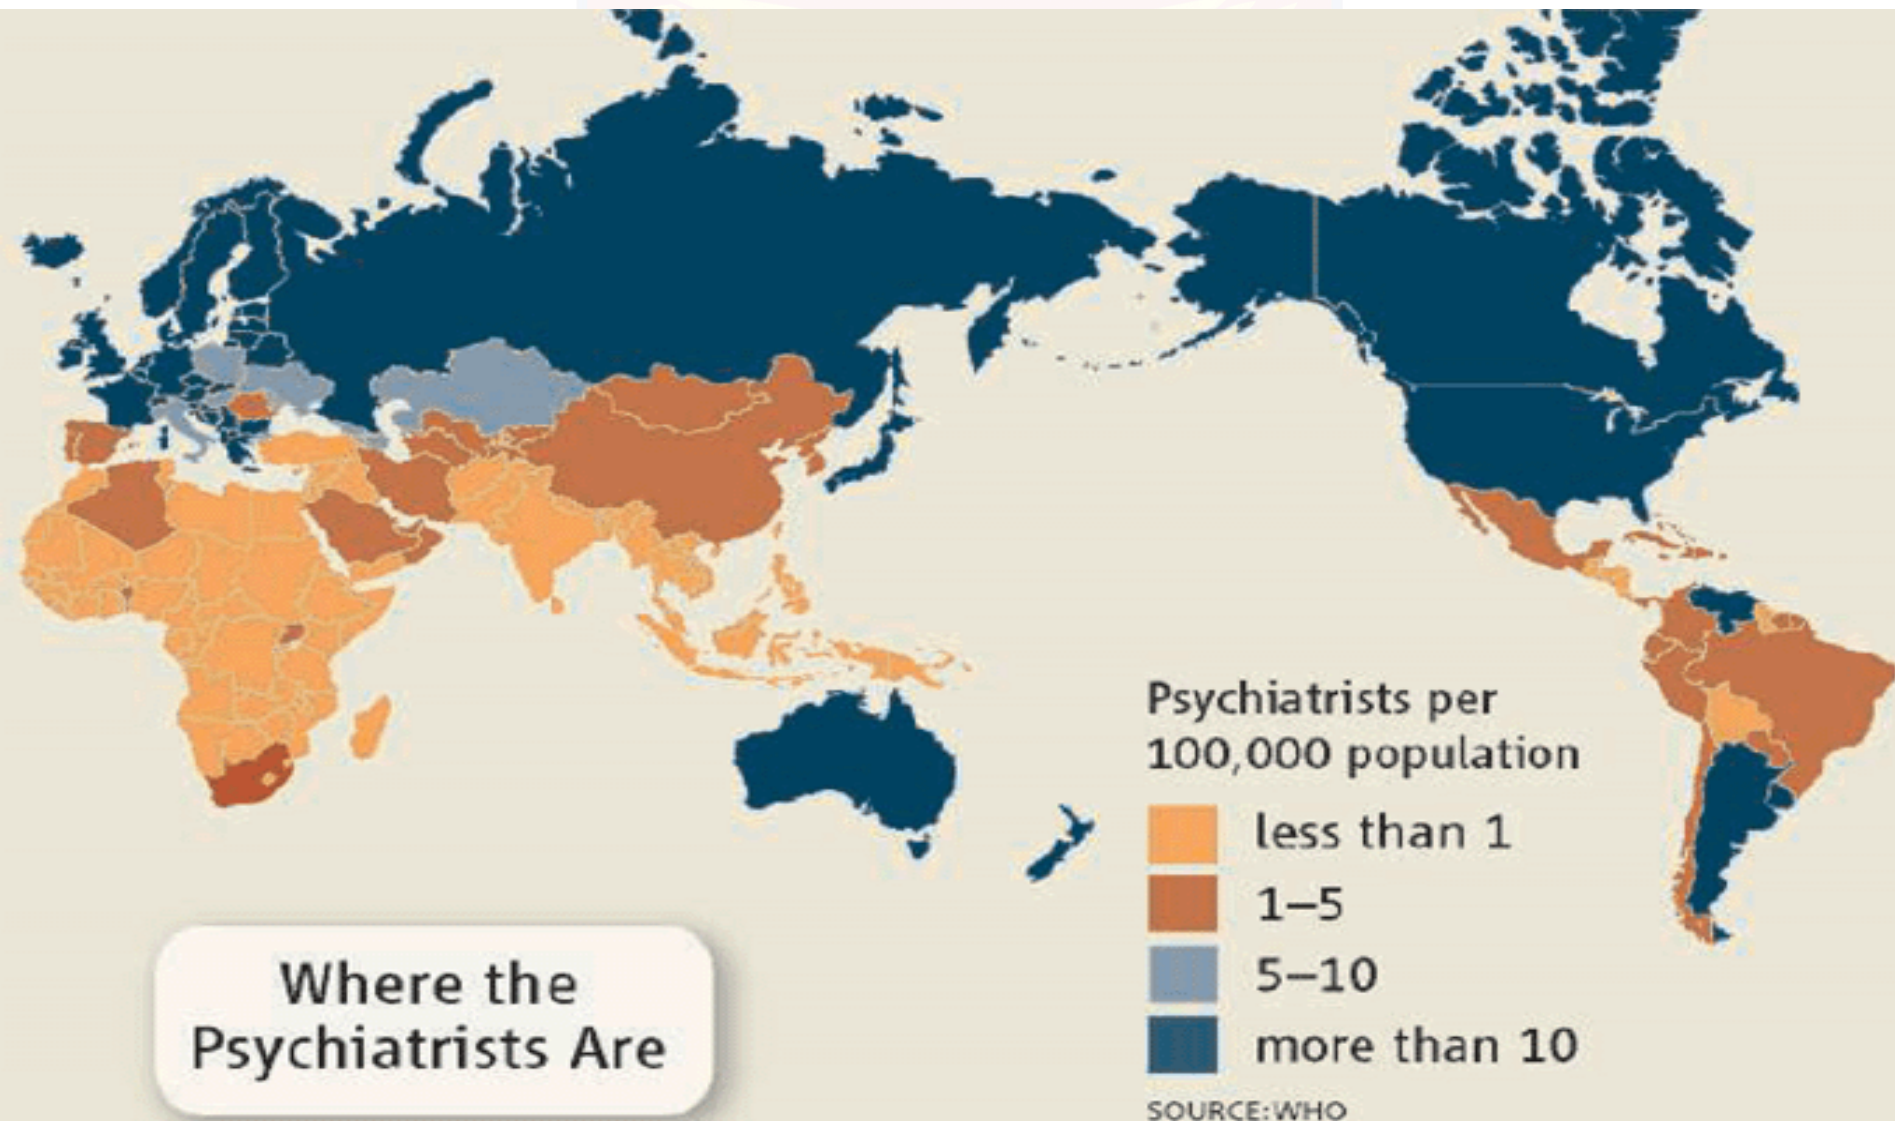 Psychiatrists per
100,000 population
less than 1
1–5
5–10
more than 10
SOURCE:WHO
Where the
Psychiatrists Are